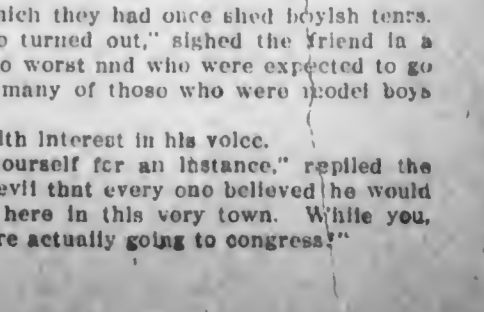 hich they had once shed boyish tears.
o turned out," sighed the friend in a
o worst and who were expected to go
many of those who were model boys
ith interest in his voice.
ourself for an instance," replied the
evil that every one believed he would
here in this very town. While you,
re actually going to congress!"